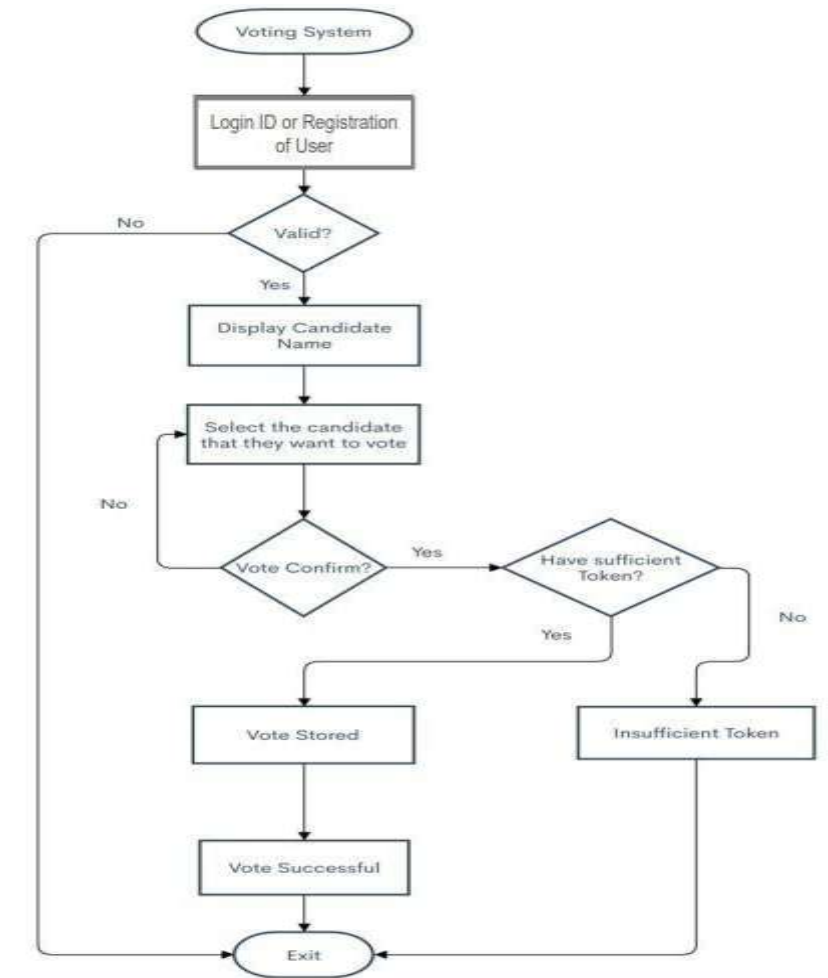 Voting System
Login ID or Registration
of User
No
Valid?
Yes
Display Candidate
Name
Select the candidate
that they want to vote
No
Vote Confirm?
Yes
Have sufficient
Token?
No
Yes
Vote Stored
Insufficient Token
Vote Successful
Exit